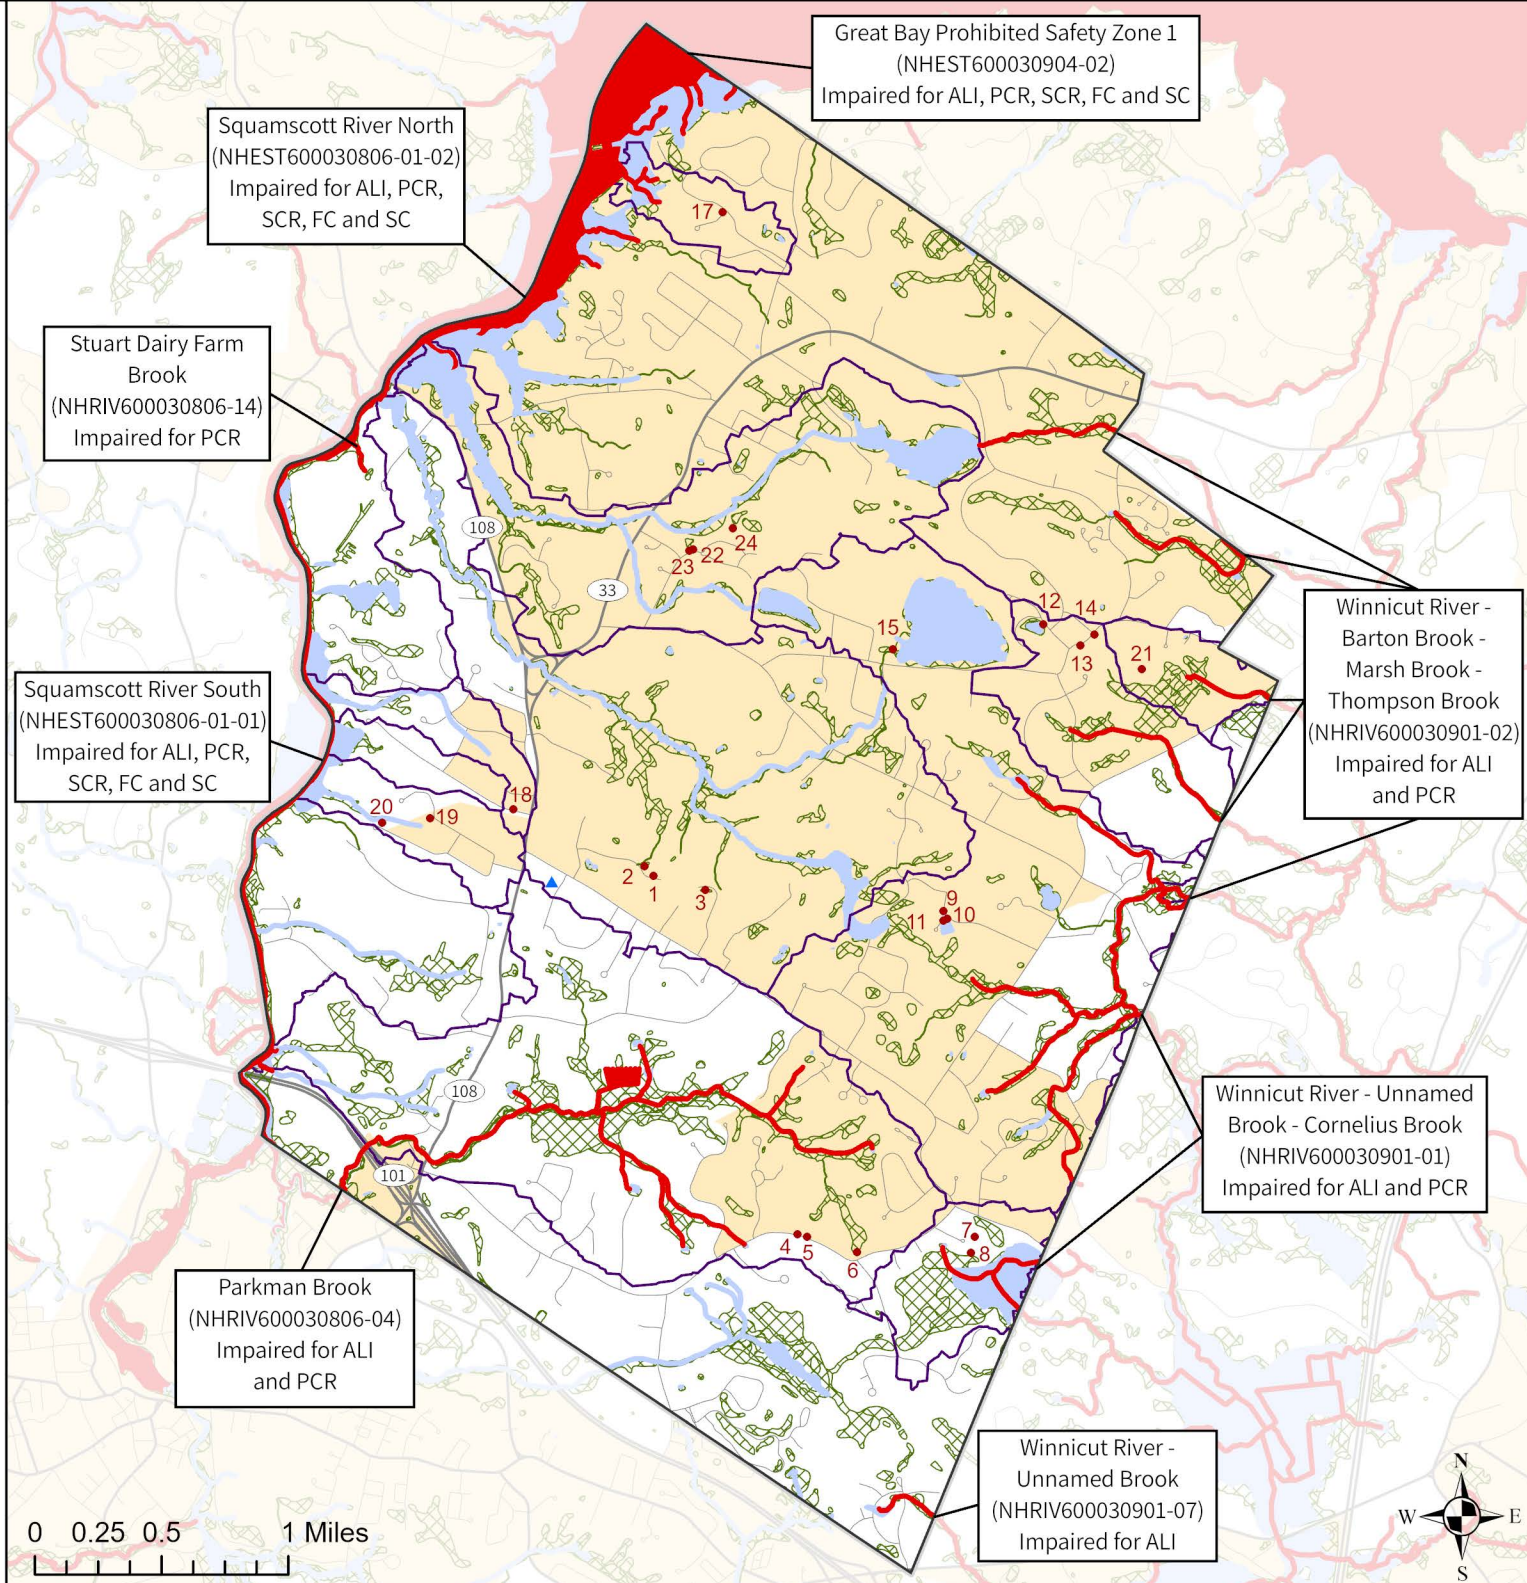 Great Bay Prohibited Safety Zone 1
(NHEST600030904-02)
Impaired for ALI, PCR, SCR, FC and SC
Squamscott River North
(NHEST600030806-01-02)
Impaired for ALI, PCR,
SCR, FC and SC
17
Stuart Dairy Farm
Brook
(NHRIV600030806-14)
Impaired for PCR
108
24
22
23
33
12
14
15
13
21
Winnicut River -
Barton Brook -
Marsh Brook -
Thompson Brook
(NHRIV600030901-02)
Impaired for ALI
and PCR
Squamscott River South
(NHEST600030806-01-01)
Impaired for ALI, PCR,
SCR, FC and SC
20
19
18
2
1
3
9
11
10
108
101
Winnicut River - Unnamed
Brook - Cornelius Brook
(NHRIV600030901-01)
Impaired for ALI and PCR
4
5
6
7
8
Parkman Brook
(NHRIV600030806-04)
Impaired for ALI
and PCR
Winnicut River -
Unnamed Brook
(NHRIV600030901-07)
Impaired for ALI
0 0.25 0.5 1 Miles
N
W E
S